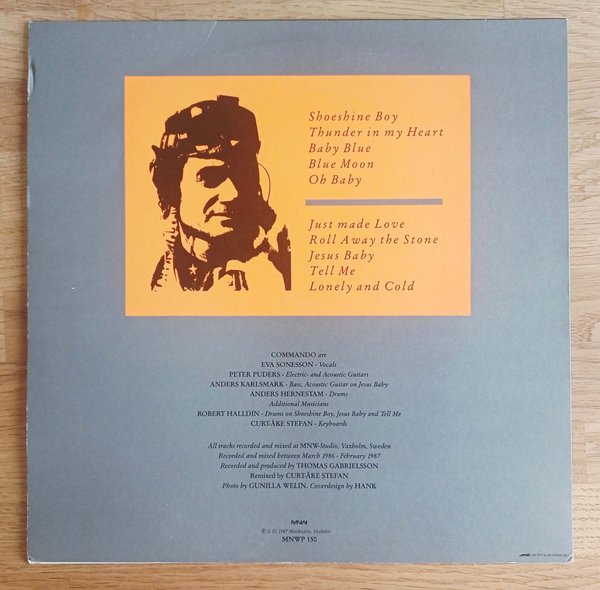 Shoeshine Boy
Thunder in my Heart
Baby Blue
Blue Moon
Oh Baby
Just made Love
Roll Away the Stone
Jesus Baby
Tell Me
Lonely and Cold
COMMANDO are
EVA SONESSON - Vocals
PETER PUDERS - Electric- and Acoustic Guitars
ANDERS KARLSMARK - Bass, Acoustic Guitar on Jesus Baby
ANDERS HERNESTAM - Drums
Additional Musicians
ROBERT HALLDIN - Drums on Shoeshine Boy, Jesus Baby and Tell Me
CURT-ÅKE STEFAN - Keyboards
All tracks recorded and mixed at MNW-Studio, Vaxholm, Sweden
Recorded and mixed between March 1986 - February 1987
Recorded and produced by THOMAS GABRIELSSON
Remixed by CURT-ÅKE STEFAN
Photo by GUNILLA WELIN. Coverdesign by HANK
MNW
℗ & © 1987 Musiknätet, Vaxholm
MNWP 150